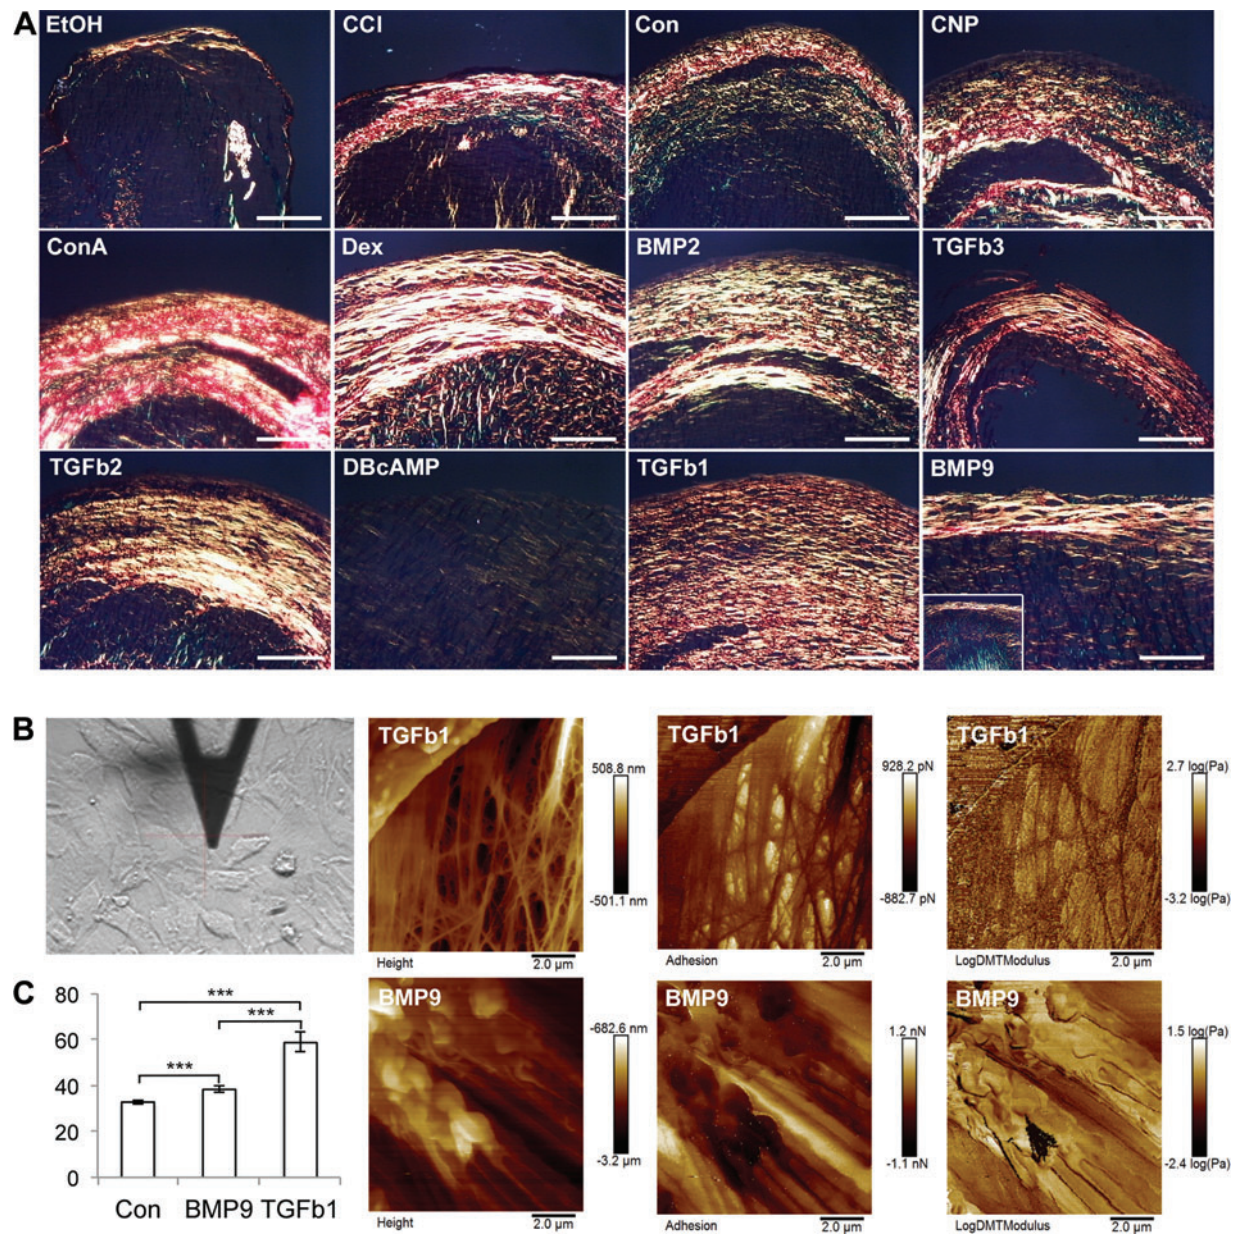 A
EtOH
CCl
Con
CNP
ConA
Dex
BMP2
TGFb3
TGFb2
DBcAMP
TGFb1
BMP9
B
TGFb1
508.8 nm
-501.1 nm
Height
2.0 µm
TGFb1
928.2 pN
-882.7 pN
Adhesion
2.0 µm
TGFb1
2.7 log(Pa)
-3.2 log(Pa)
LogDMTModulus
2.0 µm
C
80
60
40
20
0
***
***
***
Con BMP9 TGFb1
BMP9
-682.6 nm
-3.2 µm
Height
2.0 µm
BMP9
1.2 nN
-1.1 nN
Adhesion
2.0 µm
BMP9
1.5 log(Pa)
-2.4 log(Pa)
LogDMTModulus
2.0 µm